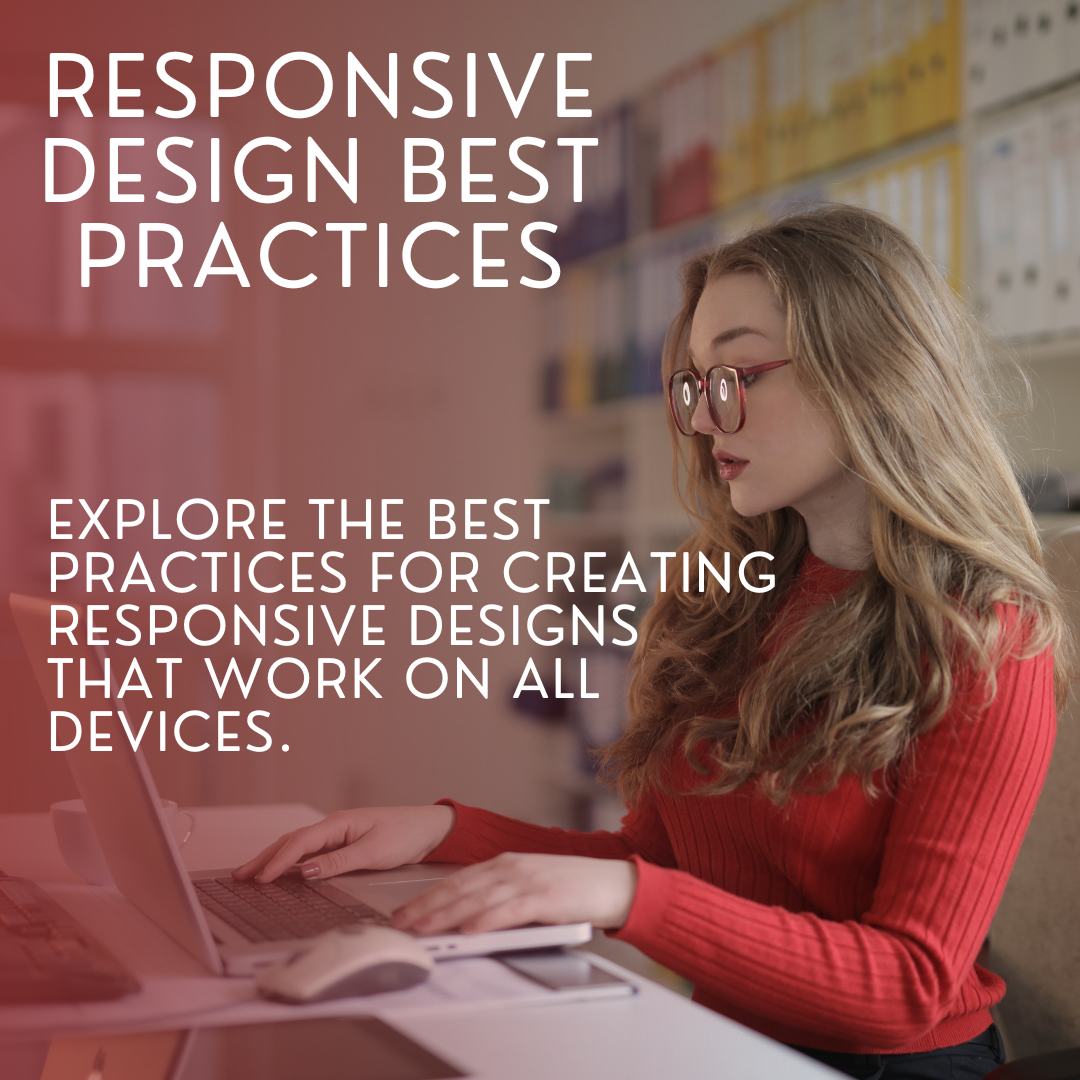 RESPONSIVE
DESIGN BEST
PRACTICES
EXPLORE THE BEST
PRACTICES FOR CREATING
RESPONSIVE DESIGNS
THAT WORK ON ALL
DEVICES.